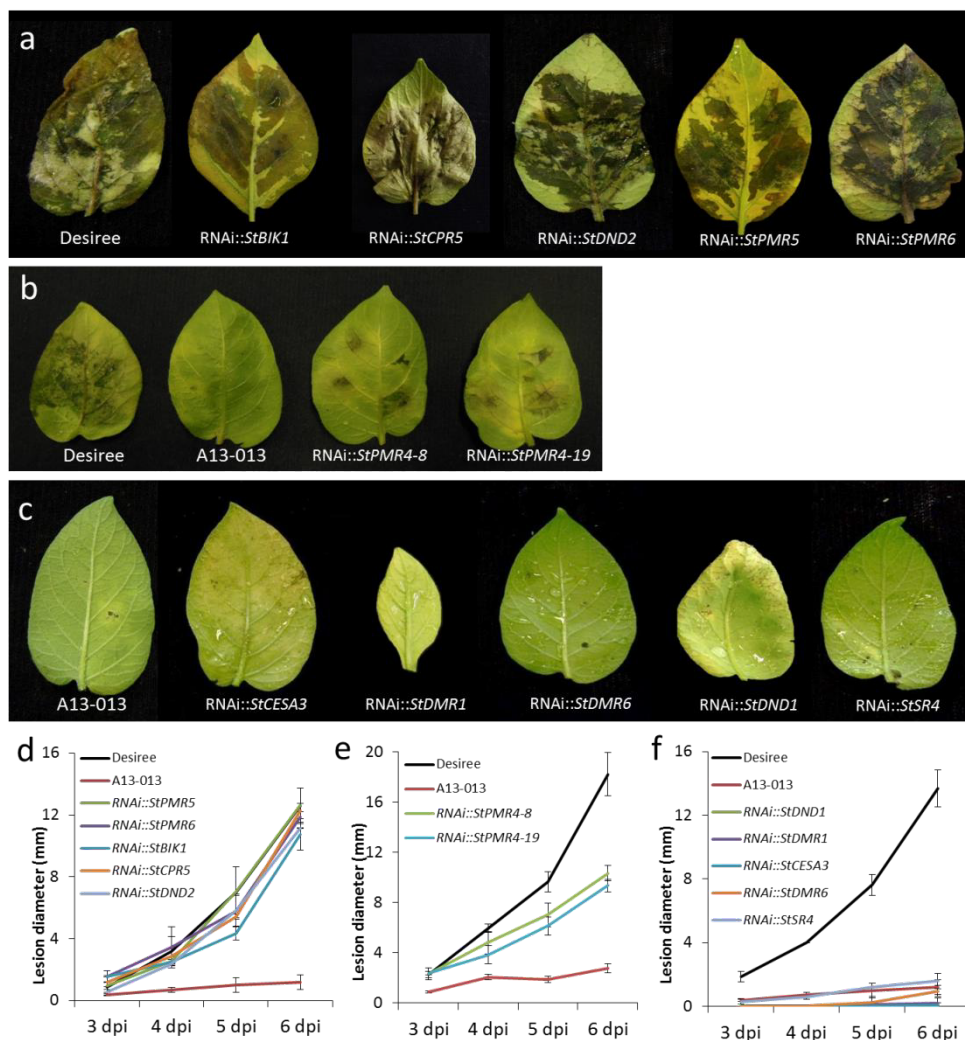 a
Desiree
RNAi::StBIK1
RNAi::StCPR5
RNAi::StDND2
RNAi::StPMR5
RNAi::StPMR6
b
Desiree
A13-013
RNAi::StPMR4-8
RNAi::StPMR4-19
c
A13-013
RNAi::StCESA3
RNAi::StDMR1
RNAi::StDMR6
RNAi::StDND1
RNAi::StSR4
d
Lesion diameter (mm)
16
12
8
4
0
3 dpi 4 dpi 5 dpi 6 dpi
Desiree
A13-013
RNAi::StPMR5
RNAi::StPMR6
RNAi::StBIK1
RNAi::StCPR5
RNAi::StDND2
e
Lesion diameter (mm)
20
16
12
8
4
0
3 dpi 4 dpi 5 dpi 6 dpi
Desiree
A13-013
RNAi::StPMR4-8
RNAi::StPMR4-19
f
Lesion diameter (mm)
16
12
8
4
0
3 dpi 4 dpi 5 dpi 6 dpi
Desiree
A13-013
RNAi::StDND1
RNAi::StDMR1
RNAi::StCESA3
RNAi::StDMR6
RNAi::StSR4